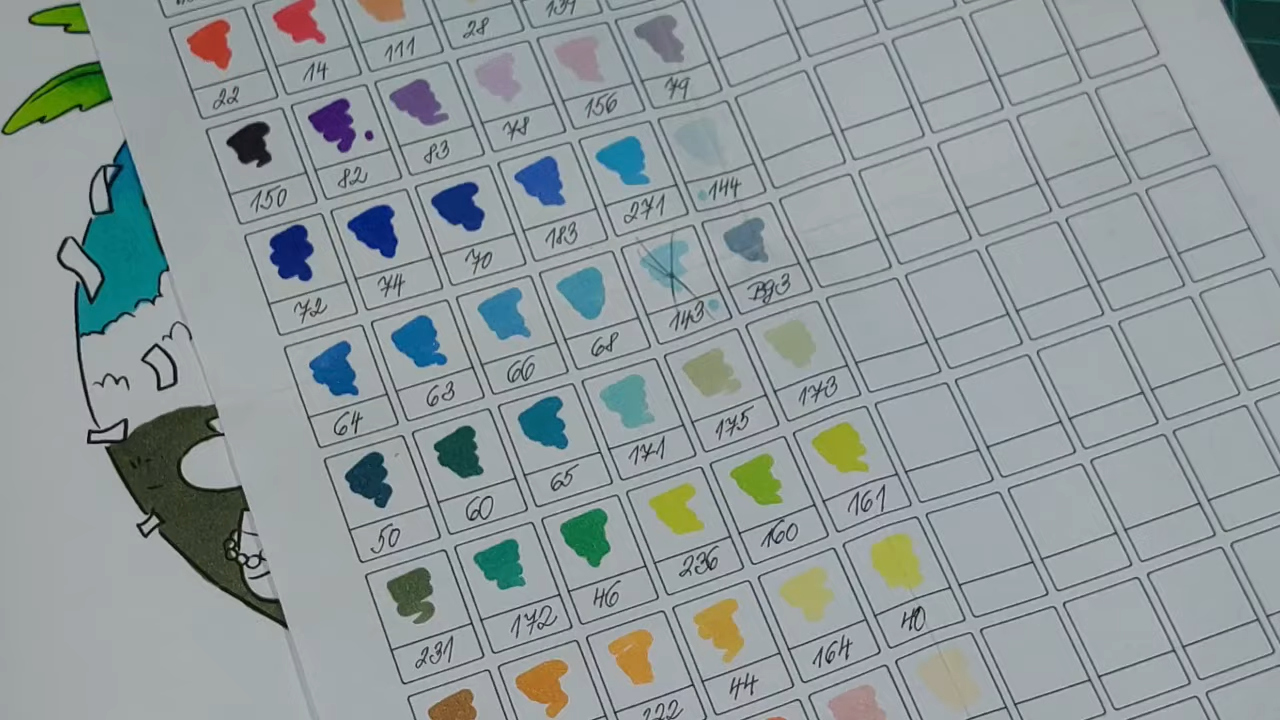 22 14 111 28 131
150 82 83 78 156 79
72 74 70 183 271 144
64 63 66 68 143 Bg3
50 60 65 171 175 173
231 172 46 236 160 161
44 164 40